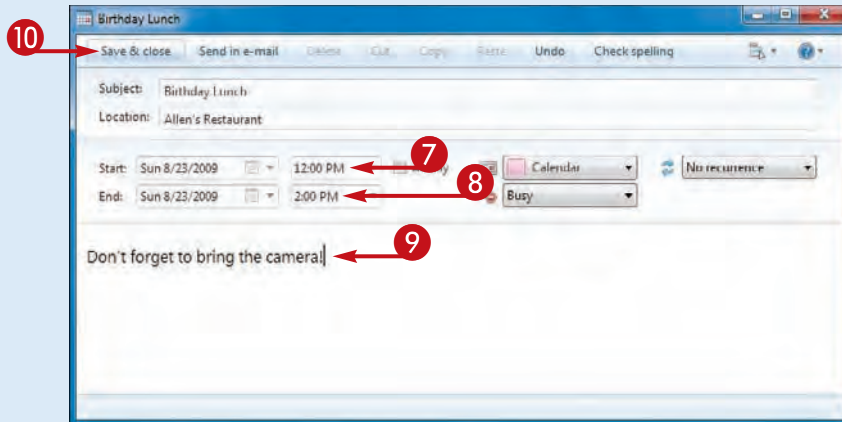 Birthday Lunch
10
Save & close Send in e-mail Delete Cut Copy Paste Undo Check spelling
Subject: Birthday Lunch
Location: Allen's Restaurant
Start: Sun 8/23/2009 12:00 PM 7 Calendar No recurrence
End: Sun 8/23/2009 2:00 PM 8 Busy
Don't forget to bring the camera! 9